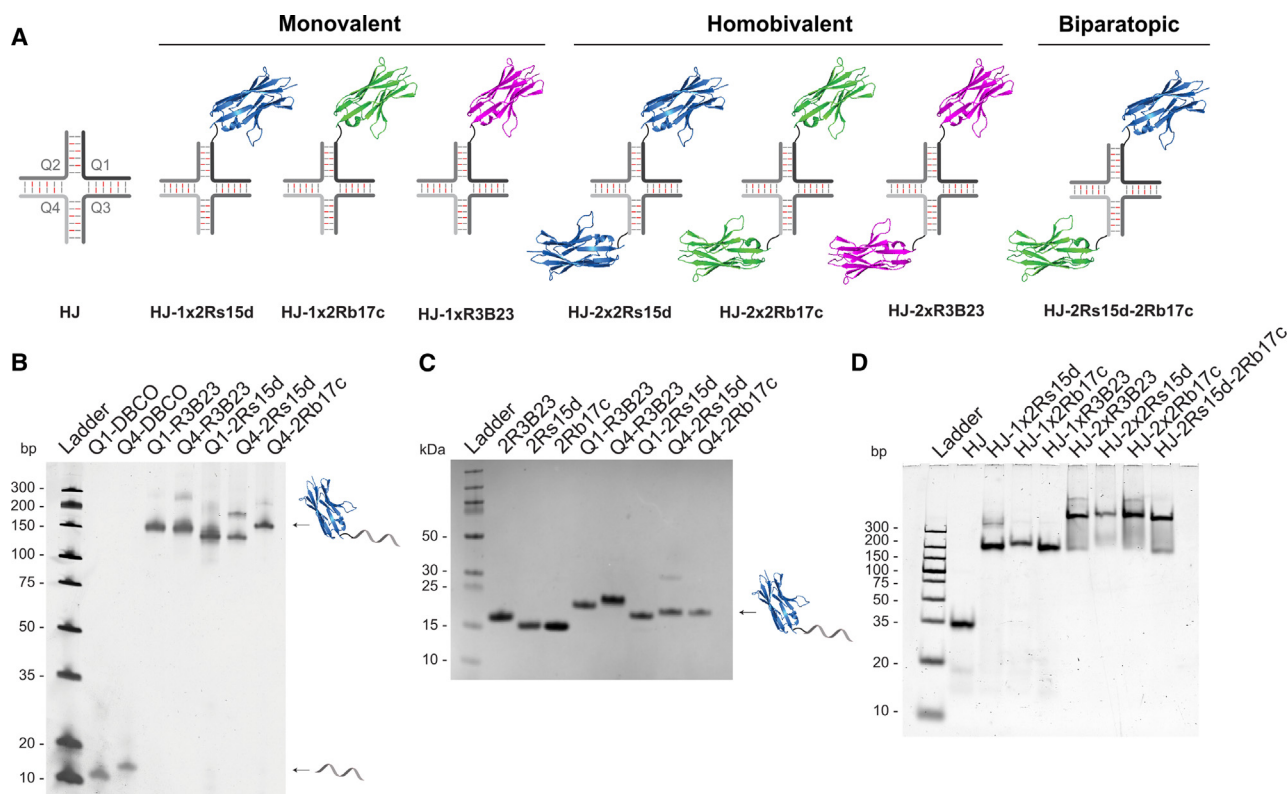 A
Monovalent
Homobivalent
Biparatopic
Q2 Q1
Q4 Q3
HJ
HJ-1x2Rs15d
HJ-1x2Rb17c
HJ-1xR3B23
HJ-2x2Rs15d
HJ-2x2Rb17c
HJ-2xR3B23
HJ-2Rs15d-2Rb17c
B
bp
Ladder
Q1-DBCO
Q4-DBCO
Q1-R3B23
Q4-R3B23
Q1-2Rs15d
Q4-2Rs15d
Q4-2Rb17c
300 -
200 -
150 -
100 -
75 -
50 -
35 -
20 -
10 -
C
kDa
Ladder
2R3B23
2Rs15d
2Rb17c
Q1-R3B23
Q4-R3B23
Q1-2Rs15d
Q4-2Rs15d
Q4-2Rb17c
50 -
30 -
25 -
15 -
10 -
D
bp
Ladder
HJ
HJ-1x2Rs15d
HJ-1x2Rb17c
HJ-1xR3B23
HJ-2xR3B23
HJ-2x2Rs15d
HJ-2x2Rb17c
HJ-2Rs15d-2Rb17c
300 -
200 -
150 -
100 -
75 -
50 -
35 -
20 -
10 -